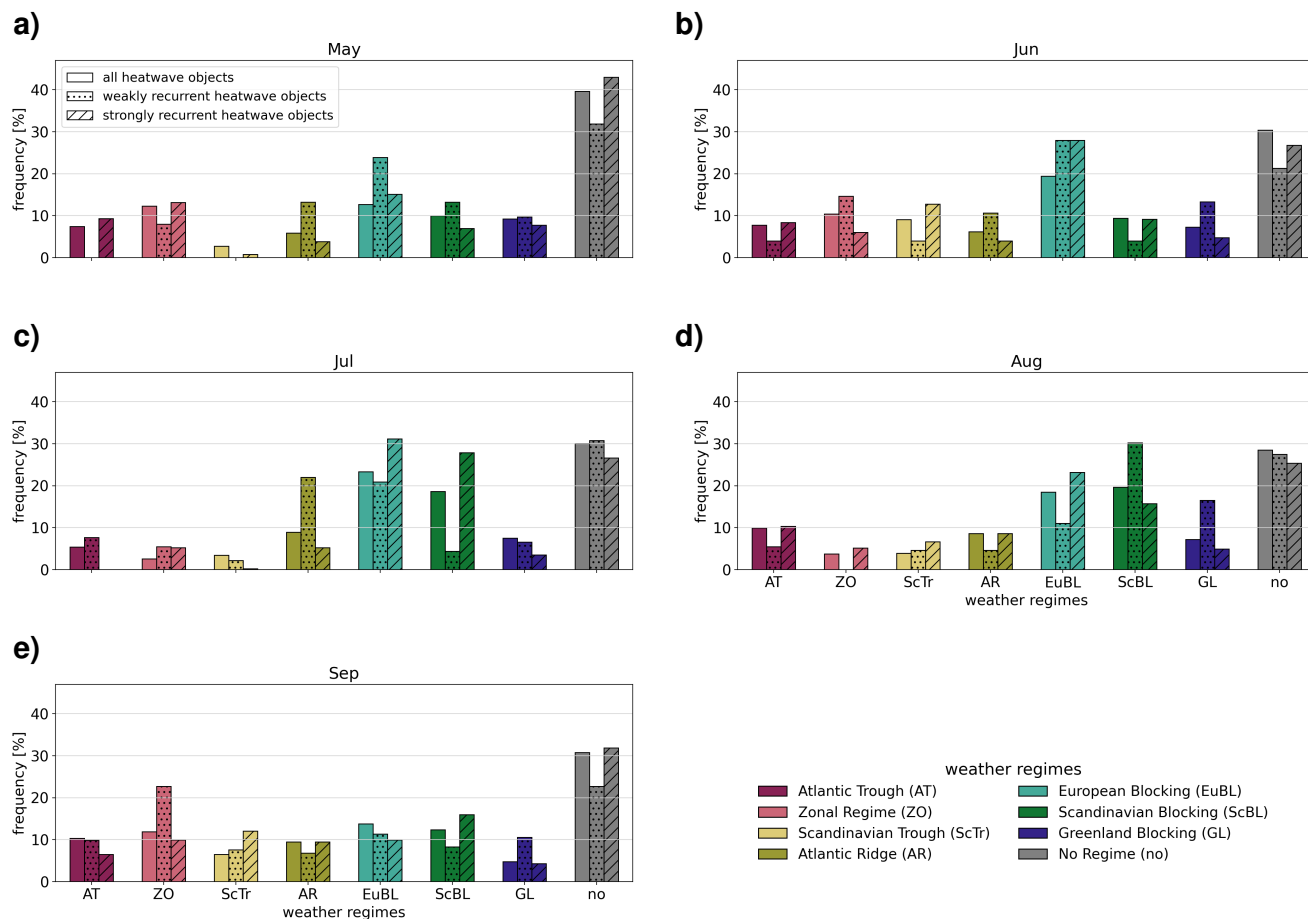 a)
May
frequency [%]
40
30
20
10
0
all heatwave objects
weakly recurrent heatwave objects
strongly recurrent heatwave objects
b)
Jun
frequency [%]
40
30
20
10
0
c)
Jul
frequency [%]
40
30
20
10
0
d)
Aug
frequency [%]
40
30
20
10
0
AT ZO ScTr AR EuBL ScBL GL no
weather regimes
e)
Sep
frequency [%]
40
30
20
10
0
AT ZO ScTr AR EuBL ScBL GL no
weather regimes
weather regimes
Atlantic Trough (AT)
Zonal Regime (ZO)
Scandinavian Trough (ScTr)
Atlantic Ridge (AR)
European Blocking (EuBL)
Scandinavian Blocking (ScBL)
Greenland Blocking (GL)
No Regime (no)